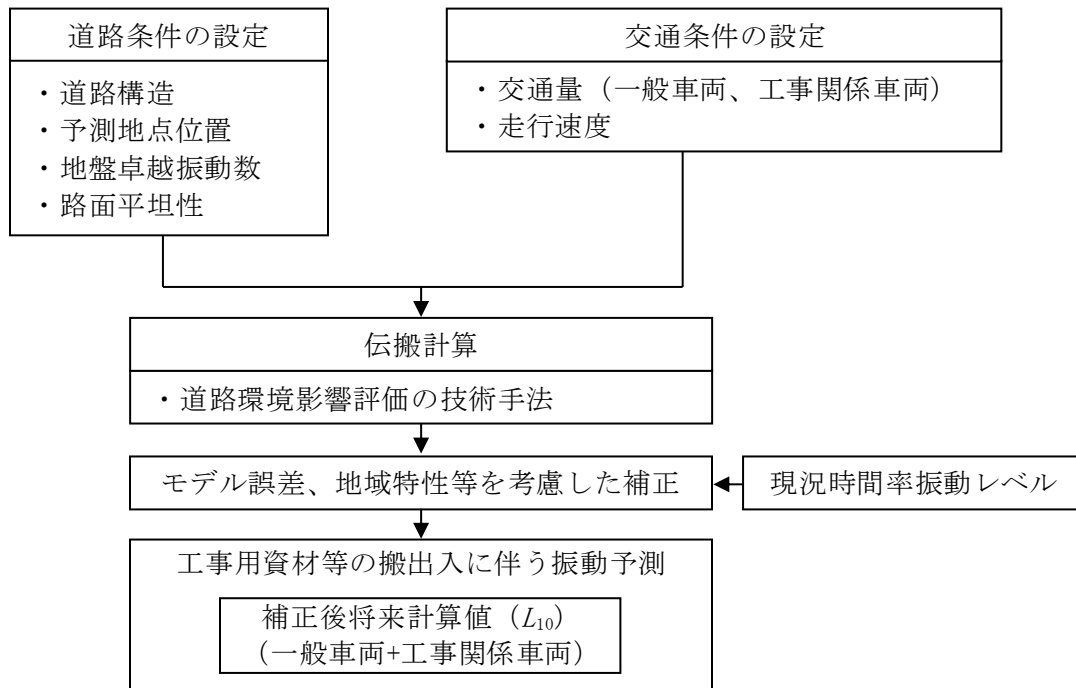 道路条件の設定
・道路構造
・予測地点位置
・地盤卓越振動数
・路面平坦性
交通条件の設定
・交通量（一般車両、工事関係車両）
・走行速度
伝搬計算
・道路環境影響評価の技術手法
モデル誤差、地域特性等を考慮した補正
現況時間率振動レベル
工事用資材等の搬出入に伴う振動予測
補正後将来計算値（L10）
（一般車両+工事関係車両）